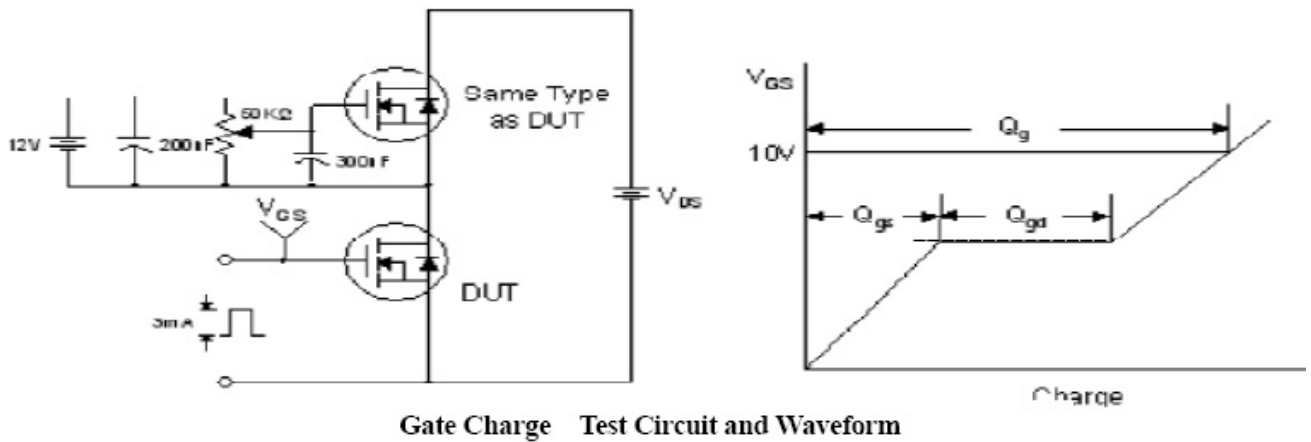 12V
200nF
50KΩ
300nF
Same Type
as DUT
VGS
3mA
DUT
VDS
VGS
10V
Qg
Qgs
Qgd
Charge
Gate Charge Test Circuit and Waveform